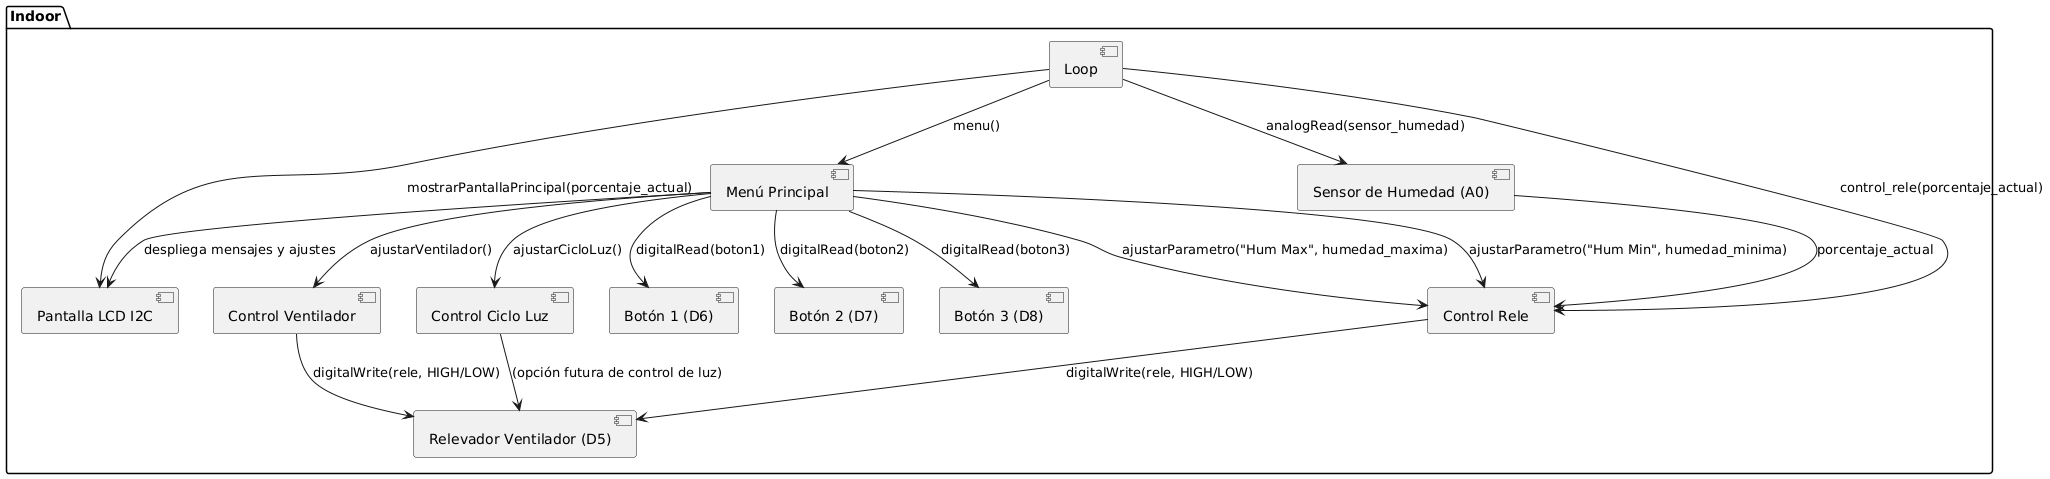 Indoor
Loop
menu()
analogRead(sensor_humedad)
mostrarPantallaPrincipal(porcentaje_actual)
Menú Principal
Sensor de Humedad (A0)
control_rele(porcentaje_actual)
despliega mensajes y ajustes
ajustarVentilador()
ajustarCicloLuz()
digitalRead(boton1)
digitalRead(boton2)
digitalRead(boton3)
ajustarParametro("Hum Max", humedad_maxima)
ajustarParametro("Hum Min", humedad_minima)
porcentaje_actual
Pantalla LCD I2C
Control Ventilador
Control Ciclo Luz
Botón 1 (D6)
Botón 2 (D7)
Botón 3 (D8)
Control Rele
digitalWrite(rele, HIGH/LOW)
(opción futura de control de luz)
digitalWrite(rele, HIGH/LOW)
Relevador Ventilador (D5)